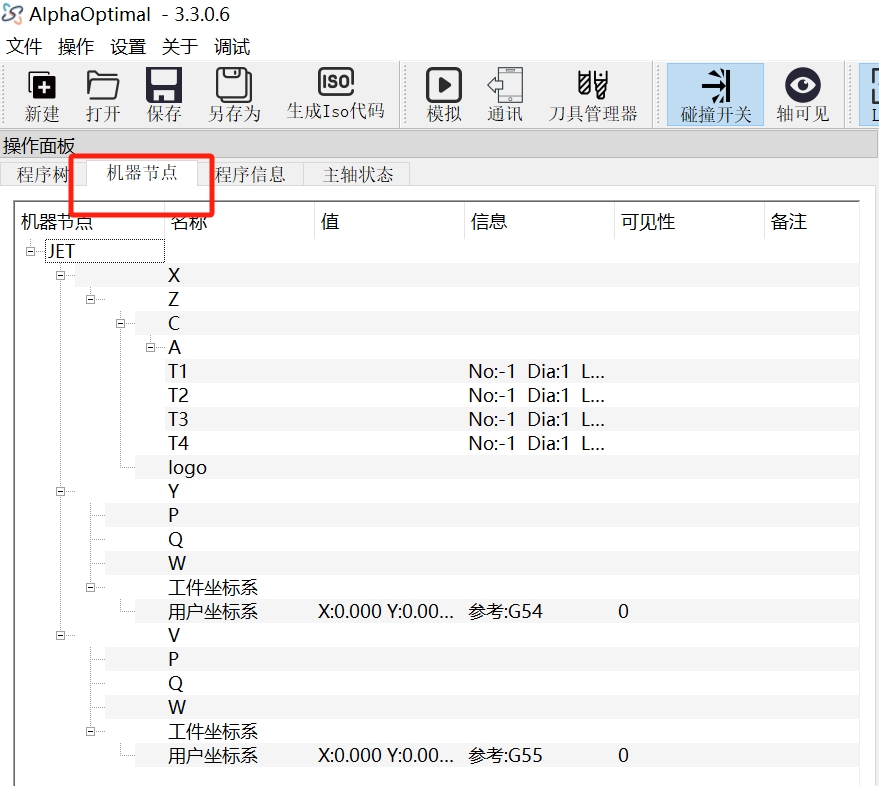 AlphaOptimal - 3.3.0.6
文件 操作 设置 关于 调试
新建 打开 保存 另存为 生成Iso代码 模拟 通讯 刀具管理器 碰撞开关 轴可见
ISO
操作面板
程序树 机器节点 程序信息 主轴状态
机器节点 名称 值 信息 可见性 备注
JET
X
Z
C
A
T1 No:-1 Dia:1 L...
T2 No:-1 Dia:1 L...
T3 No:-1 Dia:1 L...
T4 No:-1 Dia:1 L...
logo
Y
P
Q
W
工件坐标系
用户坐标系 X:0.000 Y:0.00... 参考:G54 0
V
P
Q
W
工件坐标系
用户坐标系 X:0.000 Y:0.00... 参考:G55 0